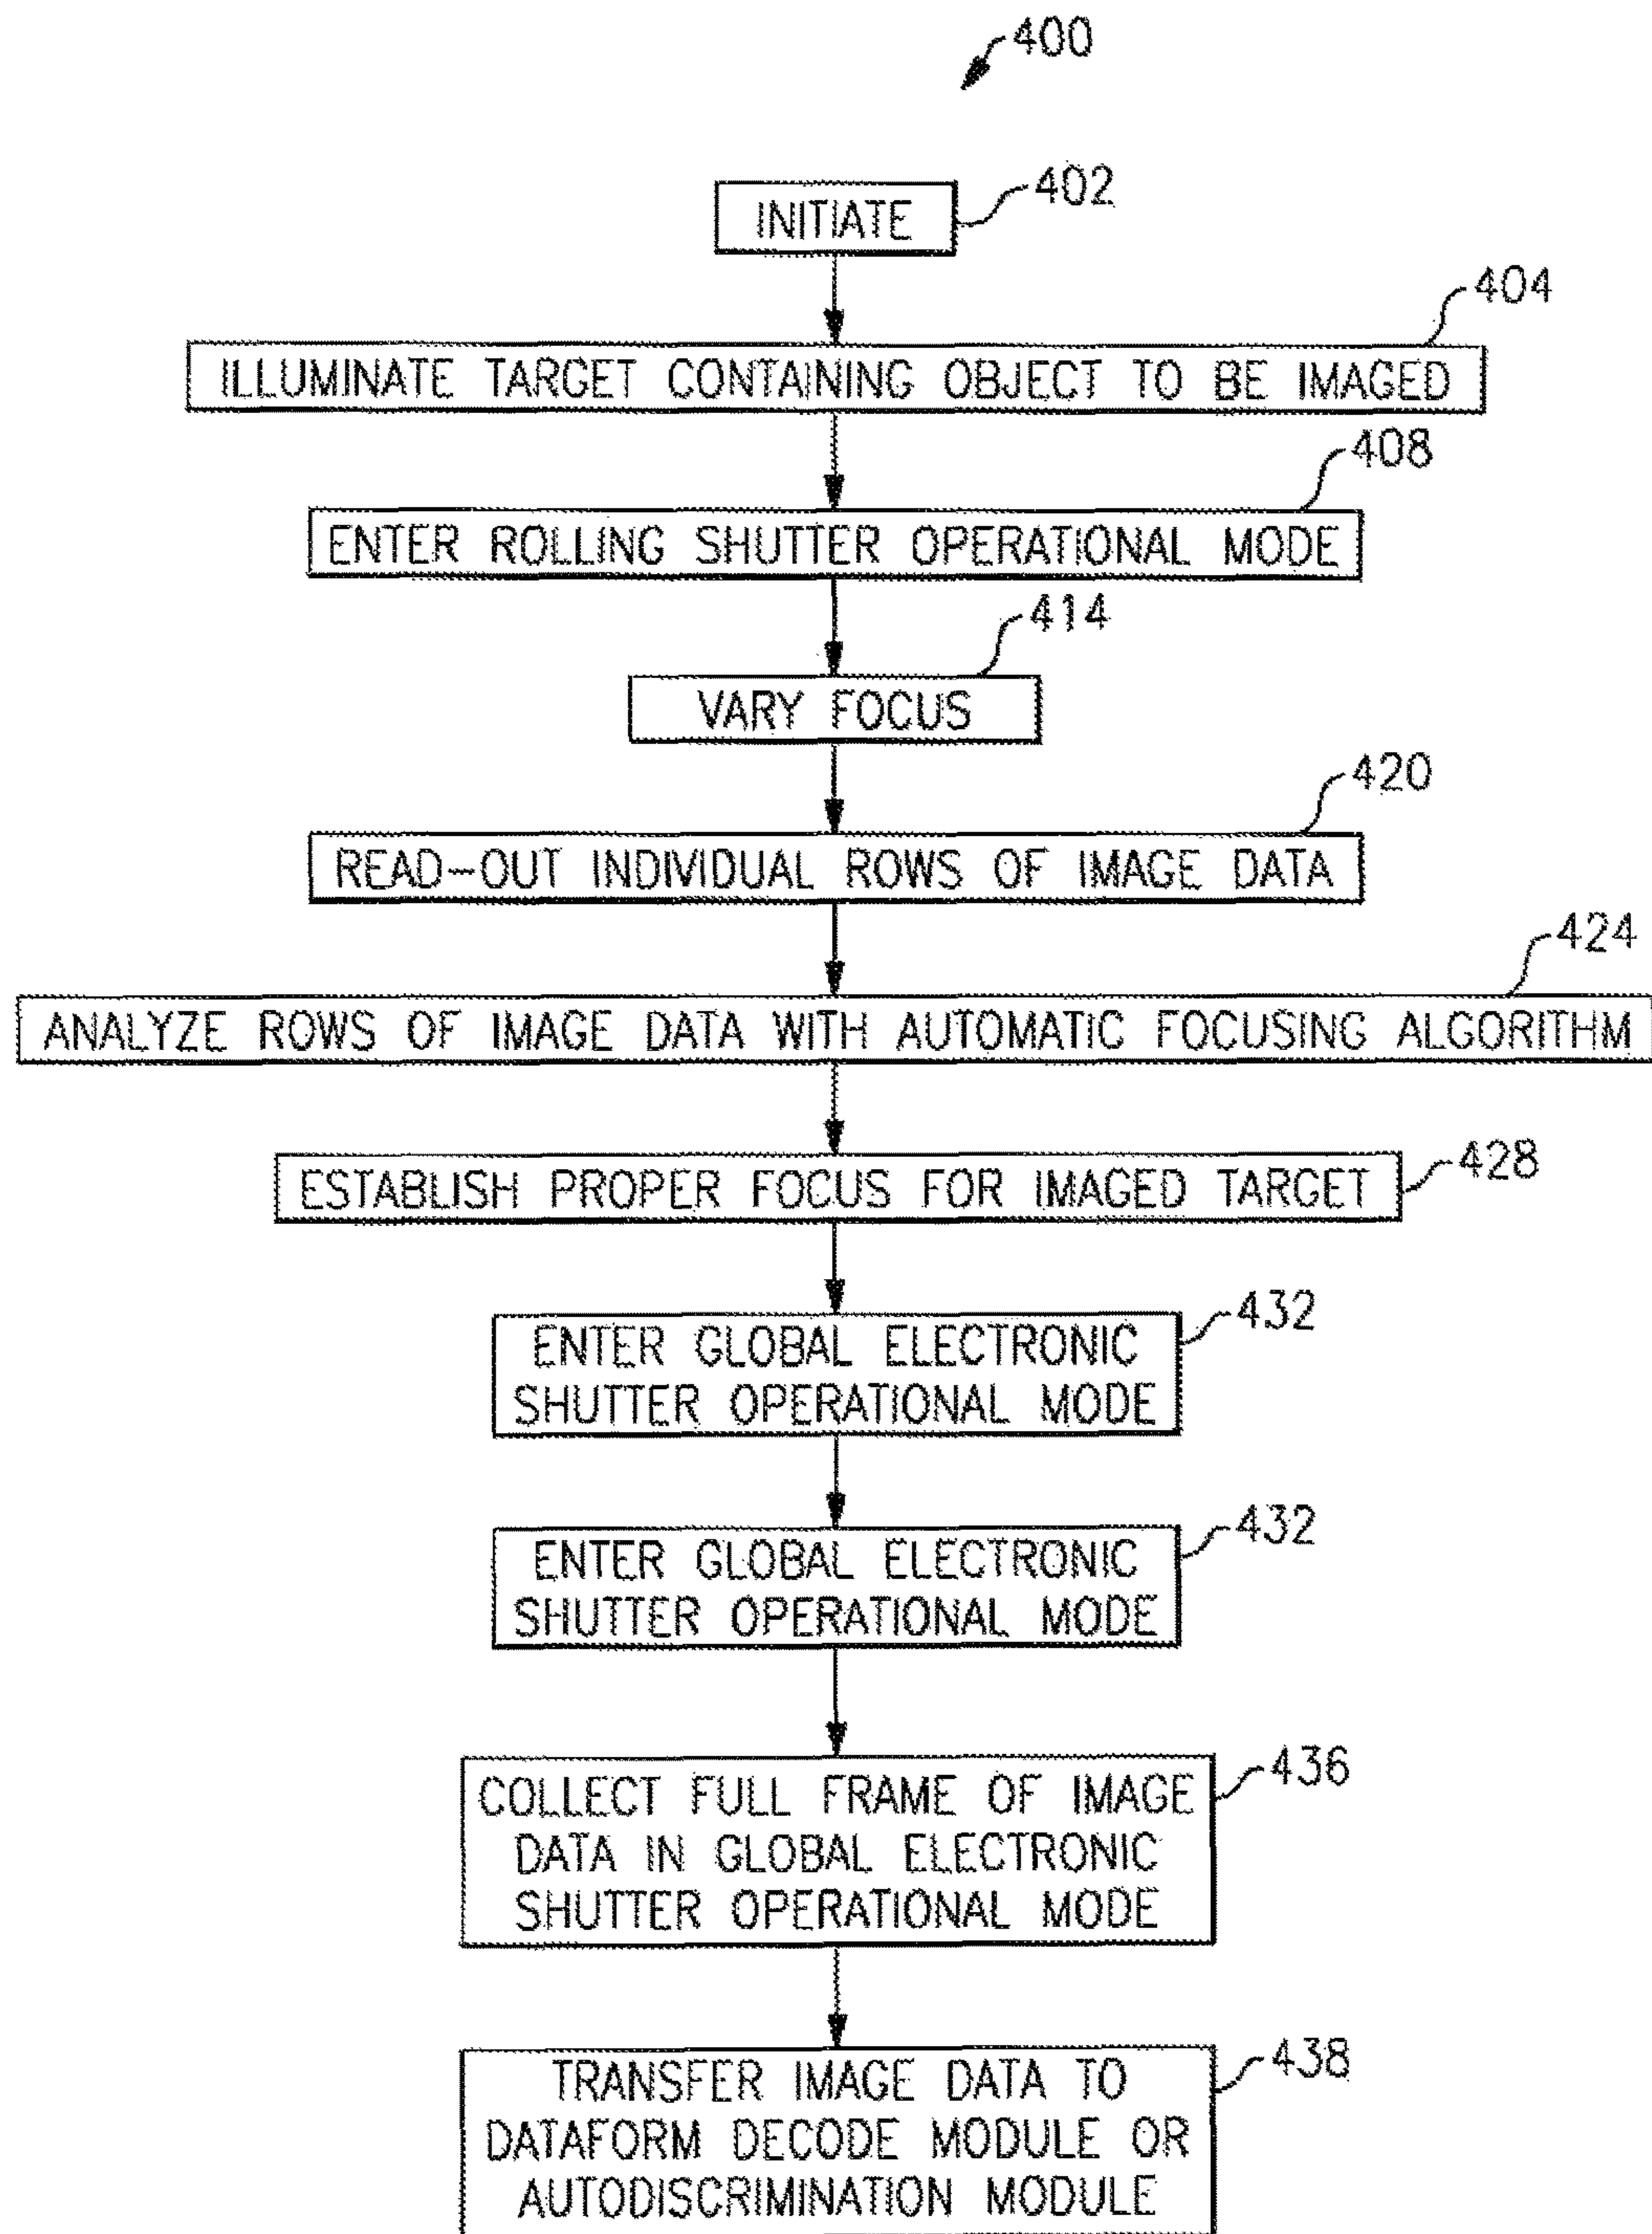 400
402
INITIATE
404
ILLUMINATE TARGET CONTAINING OBJECT TO BE IMAGED
408
ENTER ROLLING SHUTTER OPERATIONAL MODE
414
VARY FOCUS
420
READ-OUT INDIVIDUAL ROWS OF IMAGE DATA
424
ANALYZE ROWS OF IMAGE DATA WITH AUTOMATIC FOCUSING ALGORITHM
428
ESTABLISH PROPER FOCUS FOR IMAGED TARGET
432
ENTER GLOBAL ELECTRONIC
SHUTTER OPERATIONAL MODE
432
ENTER GLOBAL ELECTRONIC
SHUTTER OPERATIONAL MODE
436
COLLECT FULL FRAME OF IMAGE
DATA IN GLOBAL ELECTRONIC
SHUTTER OPERATIONAL MODE
438
TRANSFER IMAGE DATA TO
DATAFORM DECODE MODULE OR
AUTODISCRIMINATION MODULE